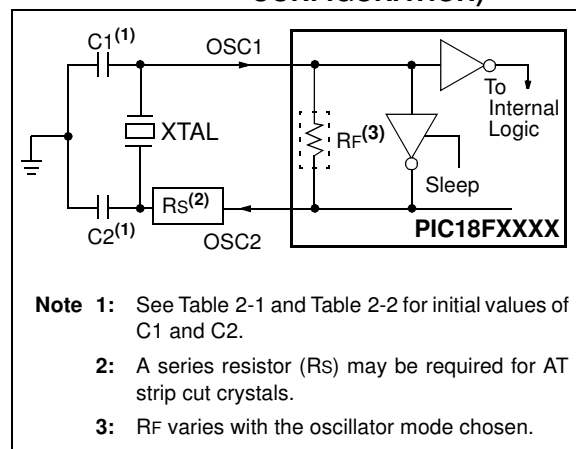 C1(1)
OSC1
To
Internal
Logic
XTAL
RF(3)
Sleep
RS(2)
C2(1)
OSC2
PIC18FXXXX
Note 1: See Table 2-1 and Table 2-2 for initial values of
C1 and C2.
2: A series resistor (RS) may be required for AT
strip cut crystals.
3: RF varies with the oscillator mode chosen.